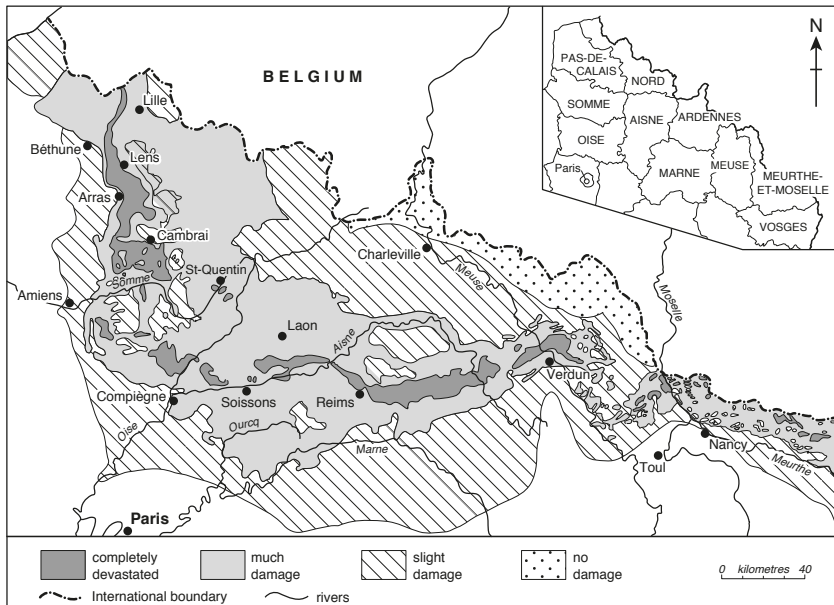 BELGIUM
N
PAS-DE-
CALAIS
NORD
SOMME
AISNE
ARDENNES
OISE
Paris
MARNE
MEUSE
MEURTHE-
ET-MOSELLE
VOSGES
Lille
Béthune
Lens
Arras
Cambrai
St-Quentin
Somme
Amiens
Charleville
Meuse
Moselle
Laon
Aisne
Verdun
Compiègne
Soissons
Reims
Oise
Ourcq
Marne
Nancy
Toul
Meurthe
Paris
completely
devastated
much
damage
slight
damage
no
damage
0 kilometres 40
International boundary
rivers